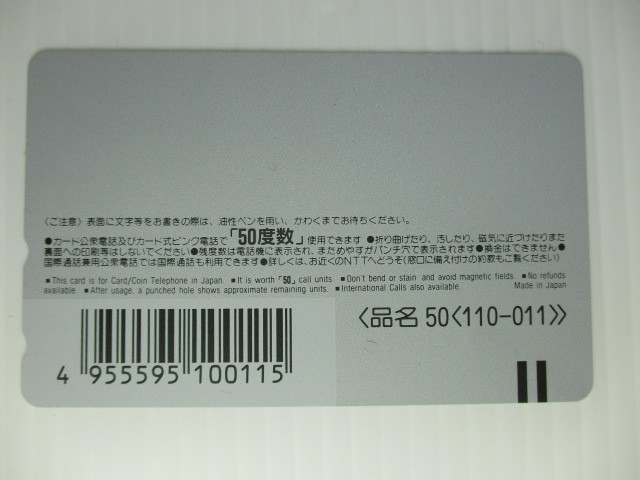 〈ご注意〉表面に文字等をお書きの際は、油性ペンを用い、かわくまでお待ちください。
●カード公衆電話及びカード式ピンク電話で「50度数」使用できます ●折り曲げたり、汚したり、磁気に近づけたりまた
裏面への印刷等はしないでください●残度数は電話機に表示され、まためやすがパンチ穴で表示されます ●換金はできません●
国際通話兼用公衆電話では国際通話も利用できます●詳しくは、お近くのNTTへどうぞ(窓口に備え付けの約款もご覧ください)
■This card is for Card/Coin Telephone in Japan. ■It is worth「50」call units ■Don't bend or stain and avoid magnetic fields. ■No refunds
available. ■After usage, a punched hole shows approximate remaining units. ■International Calls also available. Made in Japan
〈品名 50〈110-011〉〉
4 955595 100115